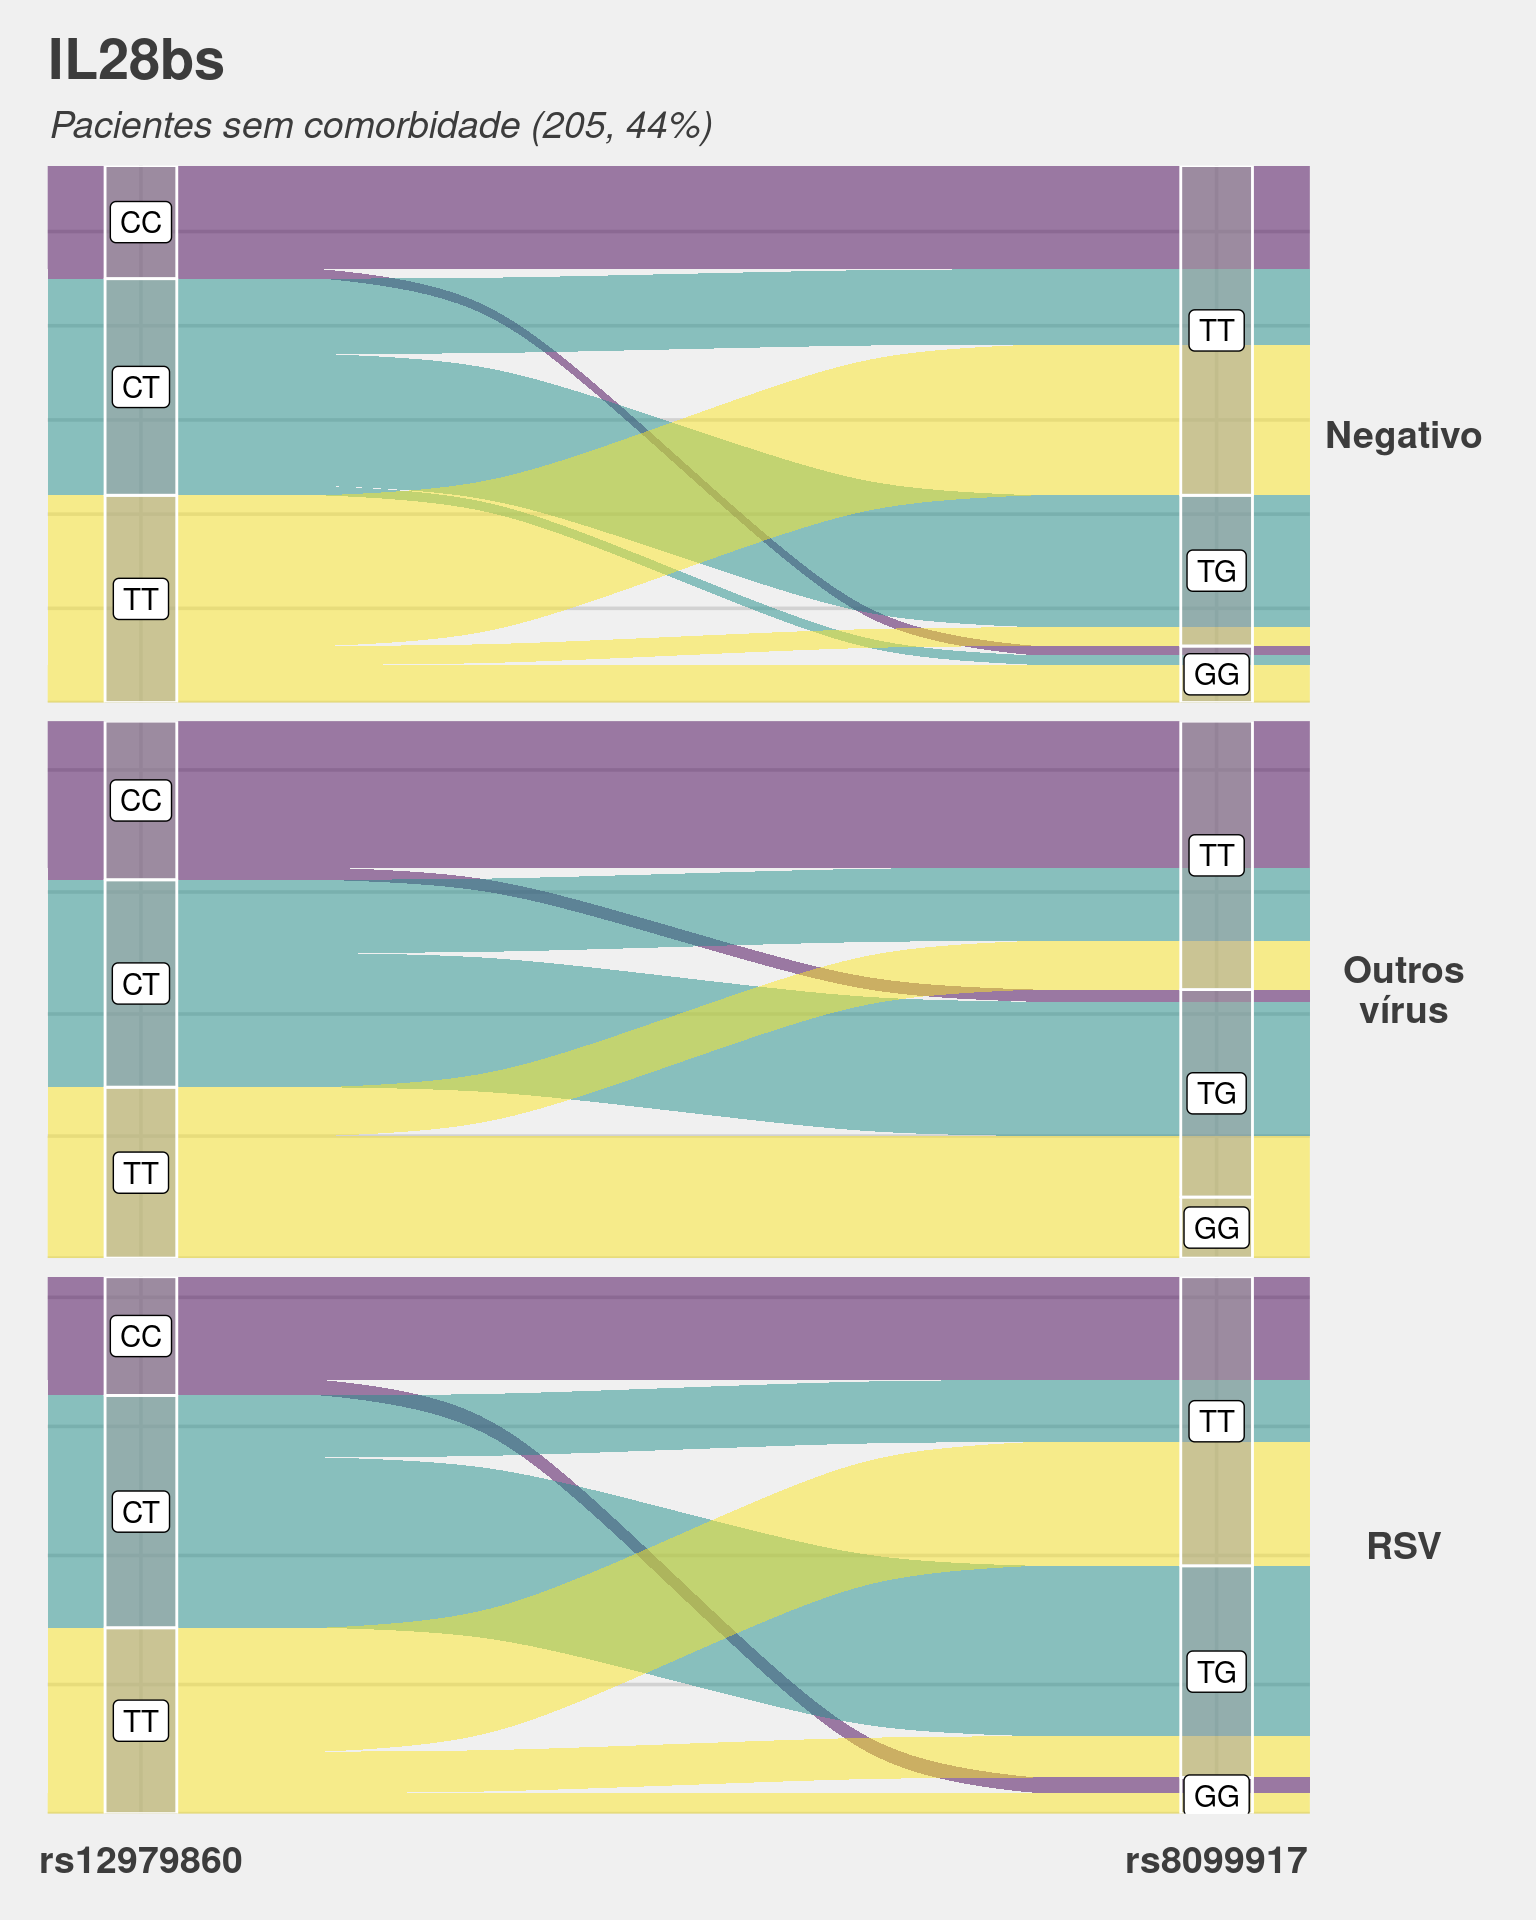 IL28bs
Pacientes sem comorbidade (205, 44%)
CC
CT
TT
TT
TG
GG
Negativo
CC
CT
TT
TT
TG
GG
Outros
vírus
CC
CT
TT
TT
TG
GG
RSV
rs12979860
rs8099917